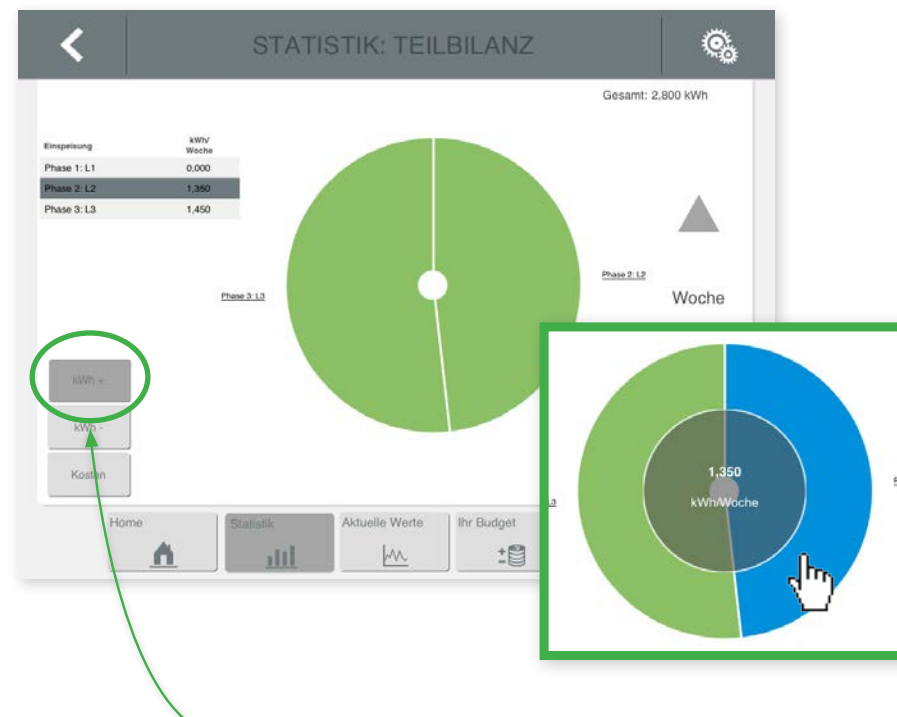 STATISTIK: TEILBILANZ
Gesamt: 2,800 kWh
Einspeisung kWh/
Woche
Phase 1: L1 0,000
Phase 2: L2 1,350
Phase 3: L3 1,450
Phase 2: L2
Phase 3: L3
Woche
kWh +
kWh -
Kosten
1,350
kWh/Woche
Home
Statistik
Aktuelle Werte
Ihr Budget